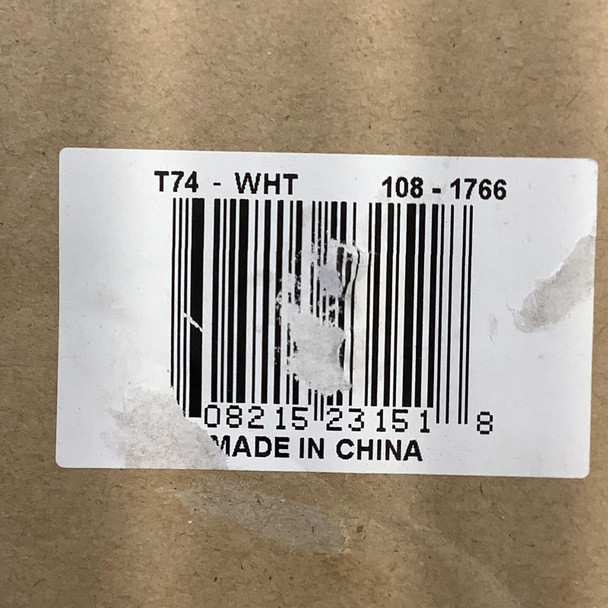 T74 - WHT 108 - 1766
08215 23151 8
MADE IN CHINA